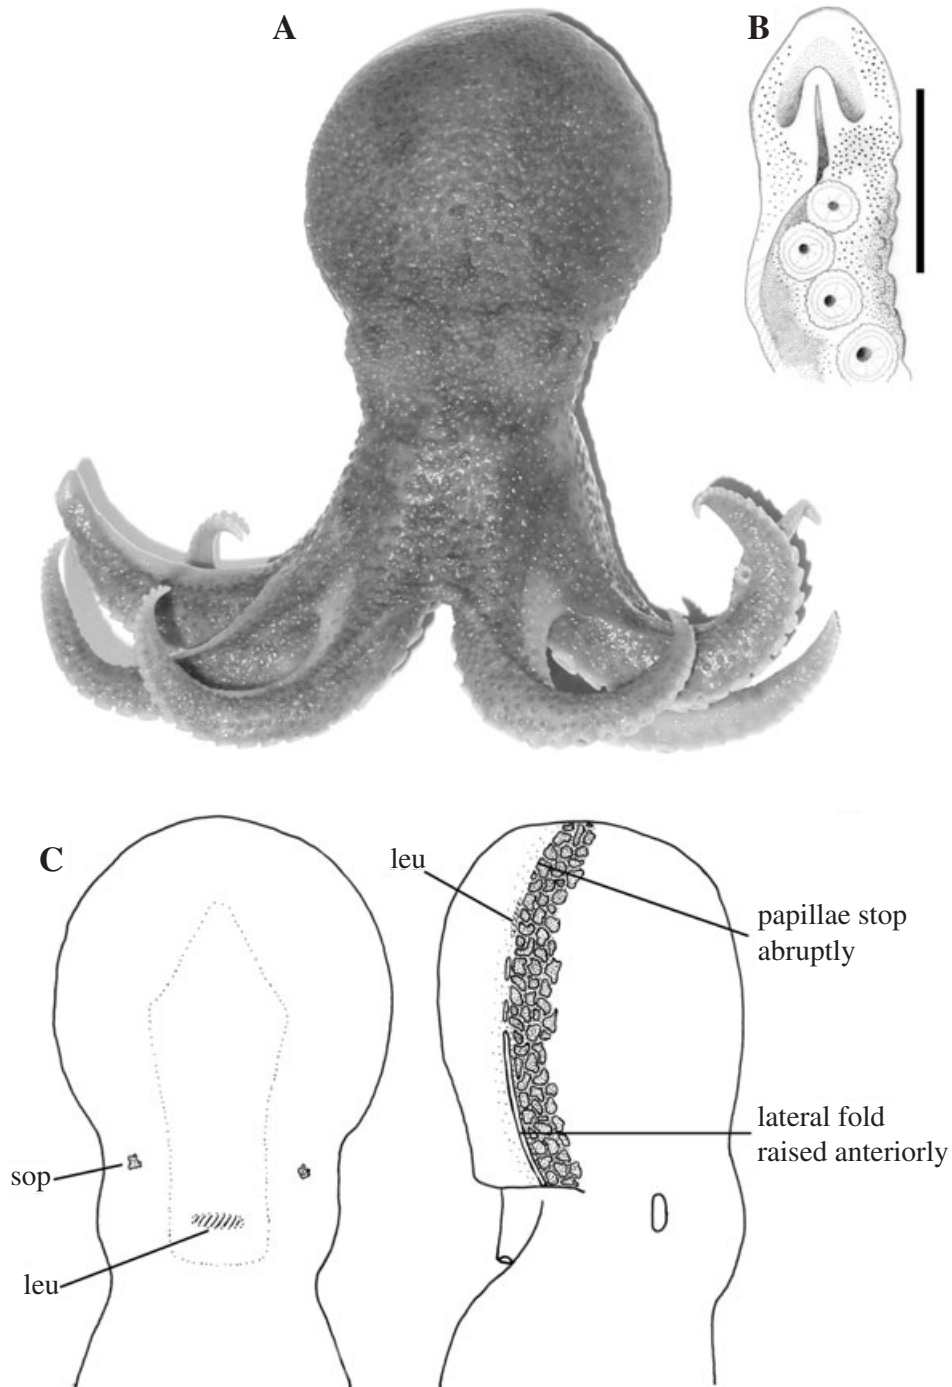 A
B
C
leu
papillae stop
abruptly
lateral fold
raised anteriorly
sop
leu